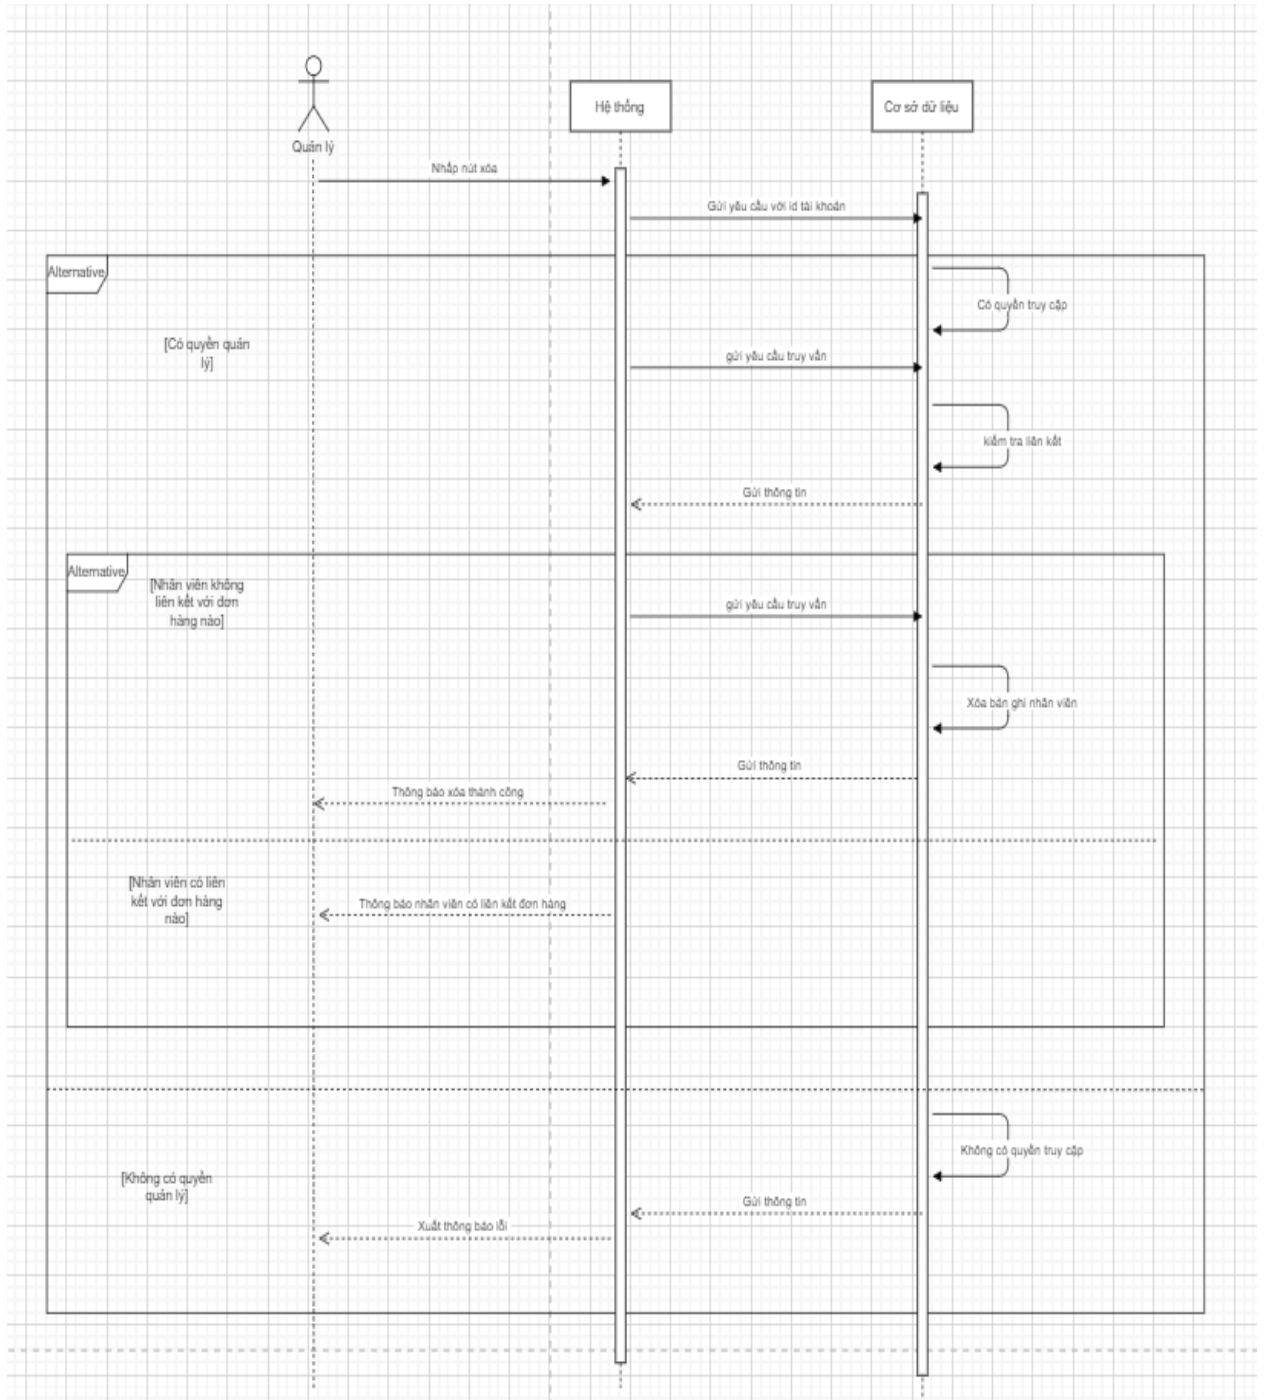 Quản lý
Hệ thống
Cơ sở dữ liệu
Nhấp nút xóa
Gửi yêu cầu với id tài khoản
Alternative
Có quyền truy cập
[Có quyền quản
lý]
gửi yêu cầu truy vấn
kiểm tra liên kết
Gửi thông tin
Alternative
[Nhân viên không
liên kết với đơn
hàng nào]
gửi yêu cầu truy vấn
Xóa bản ghi nhân viên
Gửi thông tin
Thông báo xóa thành công
[Nhân viên có liên
kết với đơn hàng
nào]
Thông báo nhân viên có liên kết đơn hàng
Không có quyền truy cập
[Không có quyền
quản lý]
Gửi thông tin
Xuất thông báo lỗi